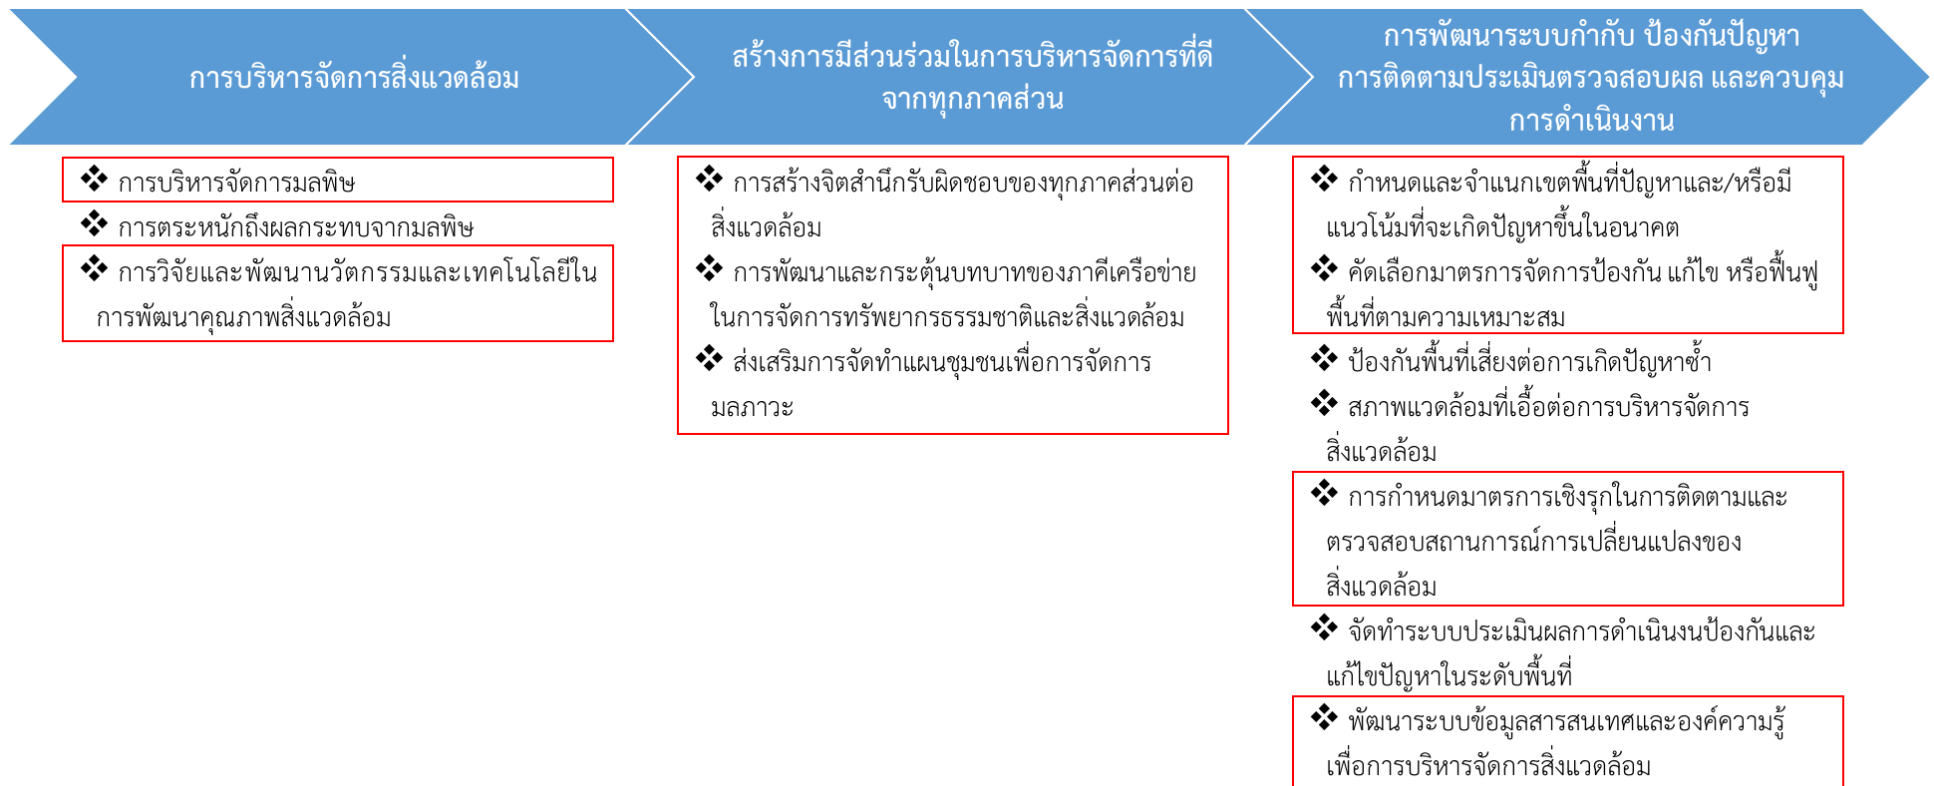 การบริหารจัดการสิ่งแวดล้อม
สร้างการมีส่วนร่วมในการบริหารจัดการที่ดี
จากทุกภาคส่วน
การพัฒนาระบบกำกับ ป้องกันปัญหา
การติดตามประเมินตรวจสอบผล และควบคุม
การดำเนินงาน
❖ การบริหารจัดการมลพิษ
❖ การตระหนักถึงผลกระทบจากมลพิษ
❖ การวิจัยและพัฒนานวัตกรรมและเทคโนโลยีใน
การพัฒนาคุณภาพสิ่งแวดล้อม
❖ การสร้างจิตสำนึกรับผิดชอบของทุกภาคส่วนต่อ
สิ่งแวดล้อม
❖ การพัฒนาและกระตุ้นบทบาทของภาคีเครือข่าย
ในการจัดการทรัพยากรธรรมชาติและสิ่งแวดล้อม
❖ ส่งเสริมการจัดทำแผนชุมชนเพื่อการจัดการ
มลภาวะ
❖ กำหนดและจำแนกเขตพื้นที่ปัญหาและ/หรือมี
แนวโน้มที่จะเกิดปัญหาขึ้นในอนาคต
❖ คัดเลือกมาตรการจัดการป้องกัน แก้ไข หรือฟื้นฟู
พื้นที่ตามความเหมาะสม
❖ ป้องกันพื้นที่เสี่ยงต่อการเกิดปัญหาซ้ำ
❖ สภาพแวดล้อมที่เอื้อต่อการบริหารจัดการ
สิ่งแวดล้อม
❖ การกำหนดมาตรการเชิงรุกในการติดตามและ
ตรวจสอบสถานการณ์การเปลี่ยนแปลงของ
สิ่งแวดล้อม
❖ จัดทำระบบประเมินผลการดำเนินงนป้องกันและ
แก้ไขปัญหาในระดับพื้นที่
❖ พัฒนาระบบข้อมูลสารสนเทศและองค์ความรู้
เพื่อการบริหารจัดการสิ่งแวดล้อม